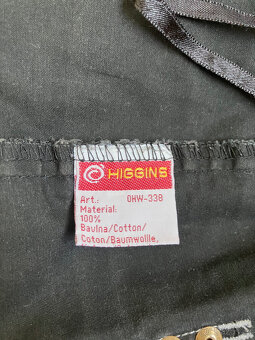 HIGGINS
Art.: OHW-338
Material:
100%
Bavlna/Cotton/
Coton/Baumwolle,